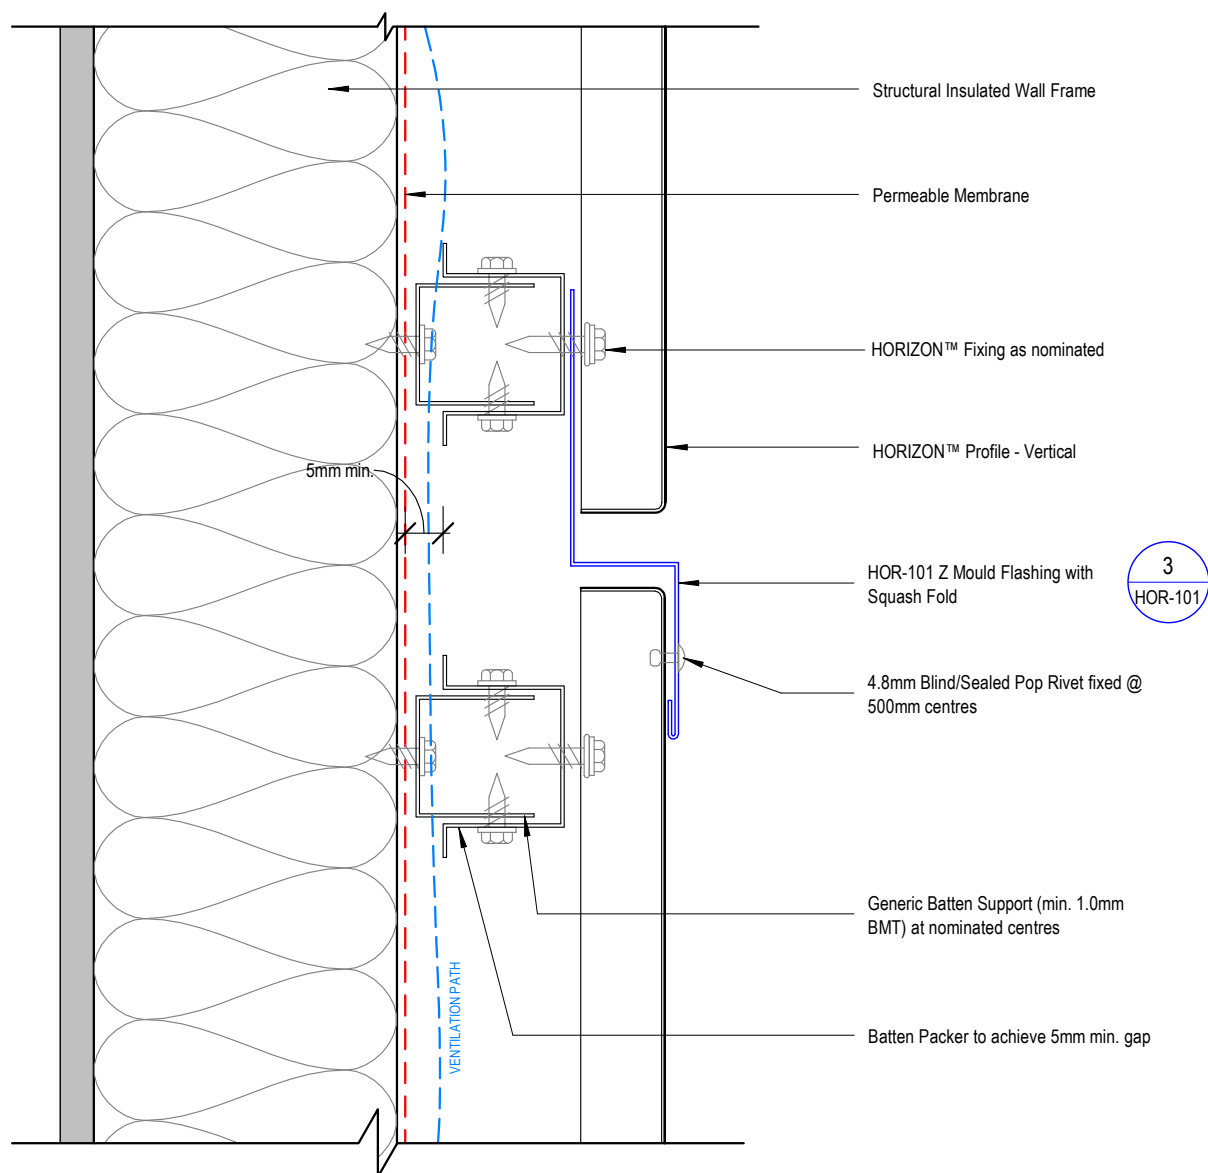 Structural Insulated Wall Frame
Permeable Membrane
HORIZON™ Fixing as nominated
HORIZON™ Profile - Vertical
5mm min.
HOR-101 Z Mould Flashing with
Squash Fold
3
HOR-101
4.8mm Blind/Sealed Pop Rivet fixed @
500mm centres
Generic Batten Support (min. 1.0mm
BMT) at nominated centres
VENTILATION PATH
Batten Packer to achieve 5mm min. gap